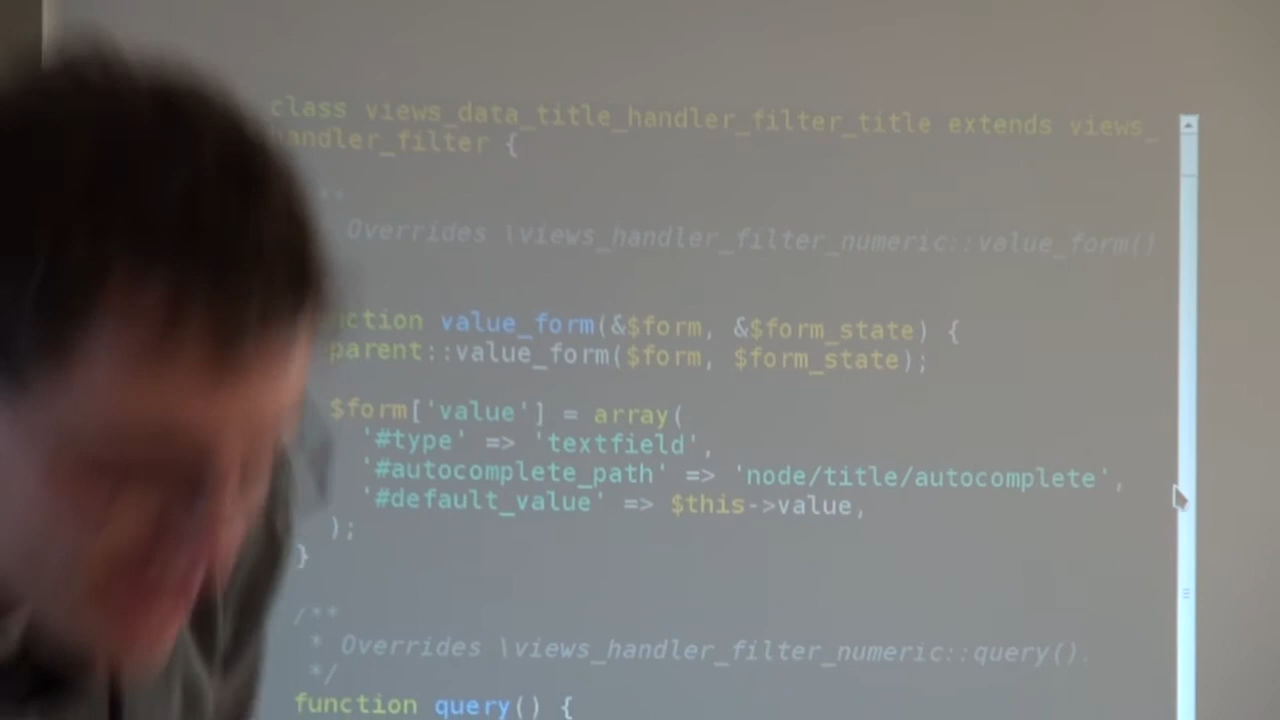 class views_data_title_handler_filter_title extends views_
handler_filter {
**
Overrides \views_handler_filter_numeric::value_form()
nction value_form(&$form, &$form_state) {
parent::value_form($form, $form_state);
$form['value'] = array(
'#type' => 'textfield',
'#autocomplete_path' => 'node/title/autocomplete',
'#default_value' => $this->value,
);
}
/**
* Overrides \views_handler_filter_numeric::query().
*/
function query() {